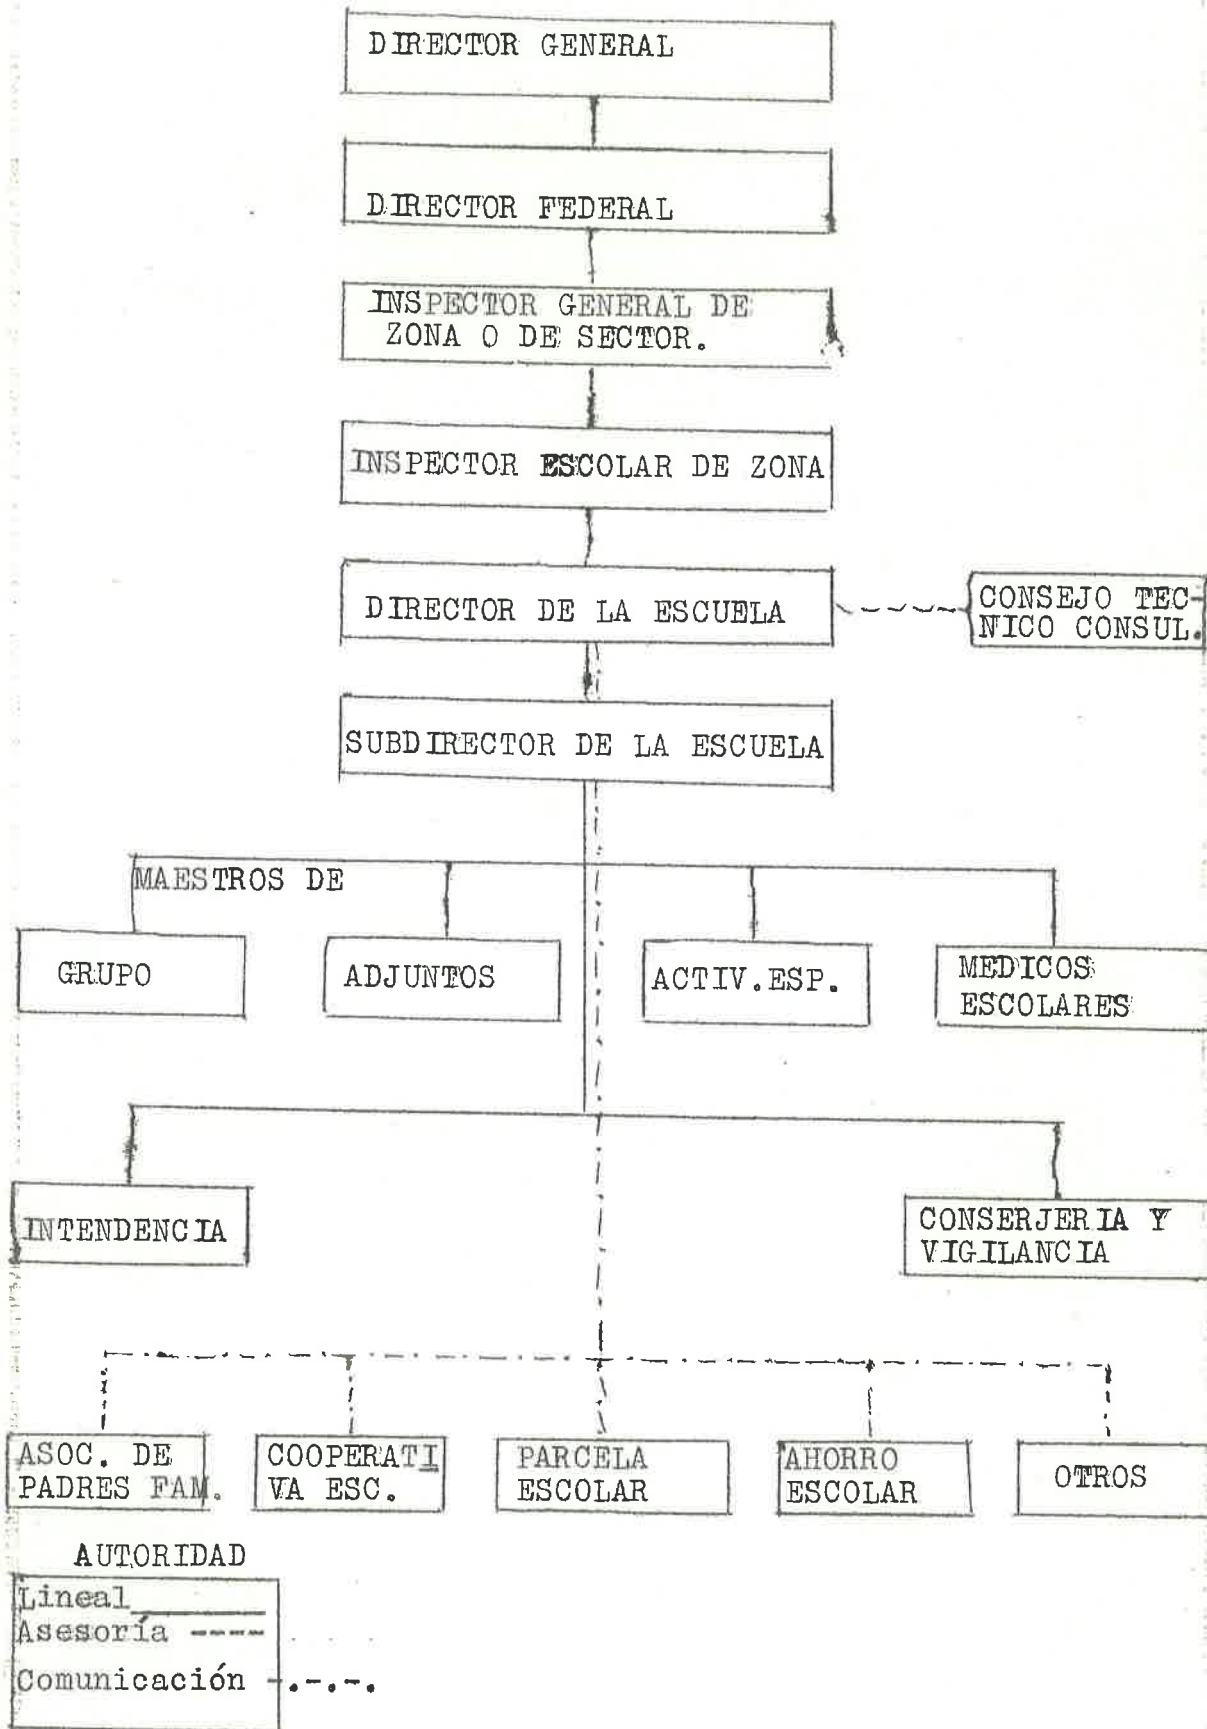 DIRECTOR GENERAL
DIRECTOR FEDERAL
INSPECTOR GENERAL DE
ZONA O DE SECTOR.
INSPECTOR ESCOLAR DE ZONA
DIRECTOR DE LA ESCUELA
CONSEJO TEC-
NICO CONSUL.
SUBDIRECTOR DE LA ESCUELA
MAESTROS DE
GRUPO
ADJUNTOS
ACTIV.ESP.
MEDICOS
ESCOLARES
INTENDENCIA
CONSERJERIA Y
VIGILANCIA
ASOC. DE
PADRES FAM.
COOPERATI
VA ESC.
PARCELA
ESCOLAR
AHORRO
ESCOLAR
OTROS
AUTORIDAD
Lineal______
Asesoría ----
Comunicación -.-.-.